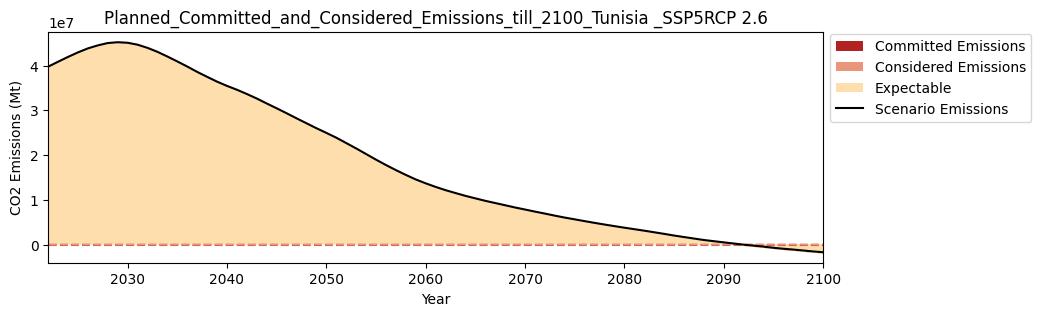 Planned_Committed_and_Considered_Emissions_till_2100_Tunisia _SSP5RCP 2.6
1e7
CO2 Emissions (Mt)
4
3
2
1
0
2030 2040 2050 2060 2070 2080 2090 2100
Year
Committed Emissions
Considered Emissions
Expectable
Scenario Emissions